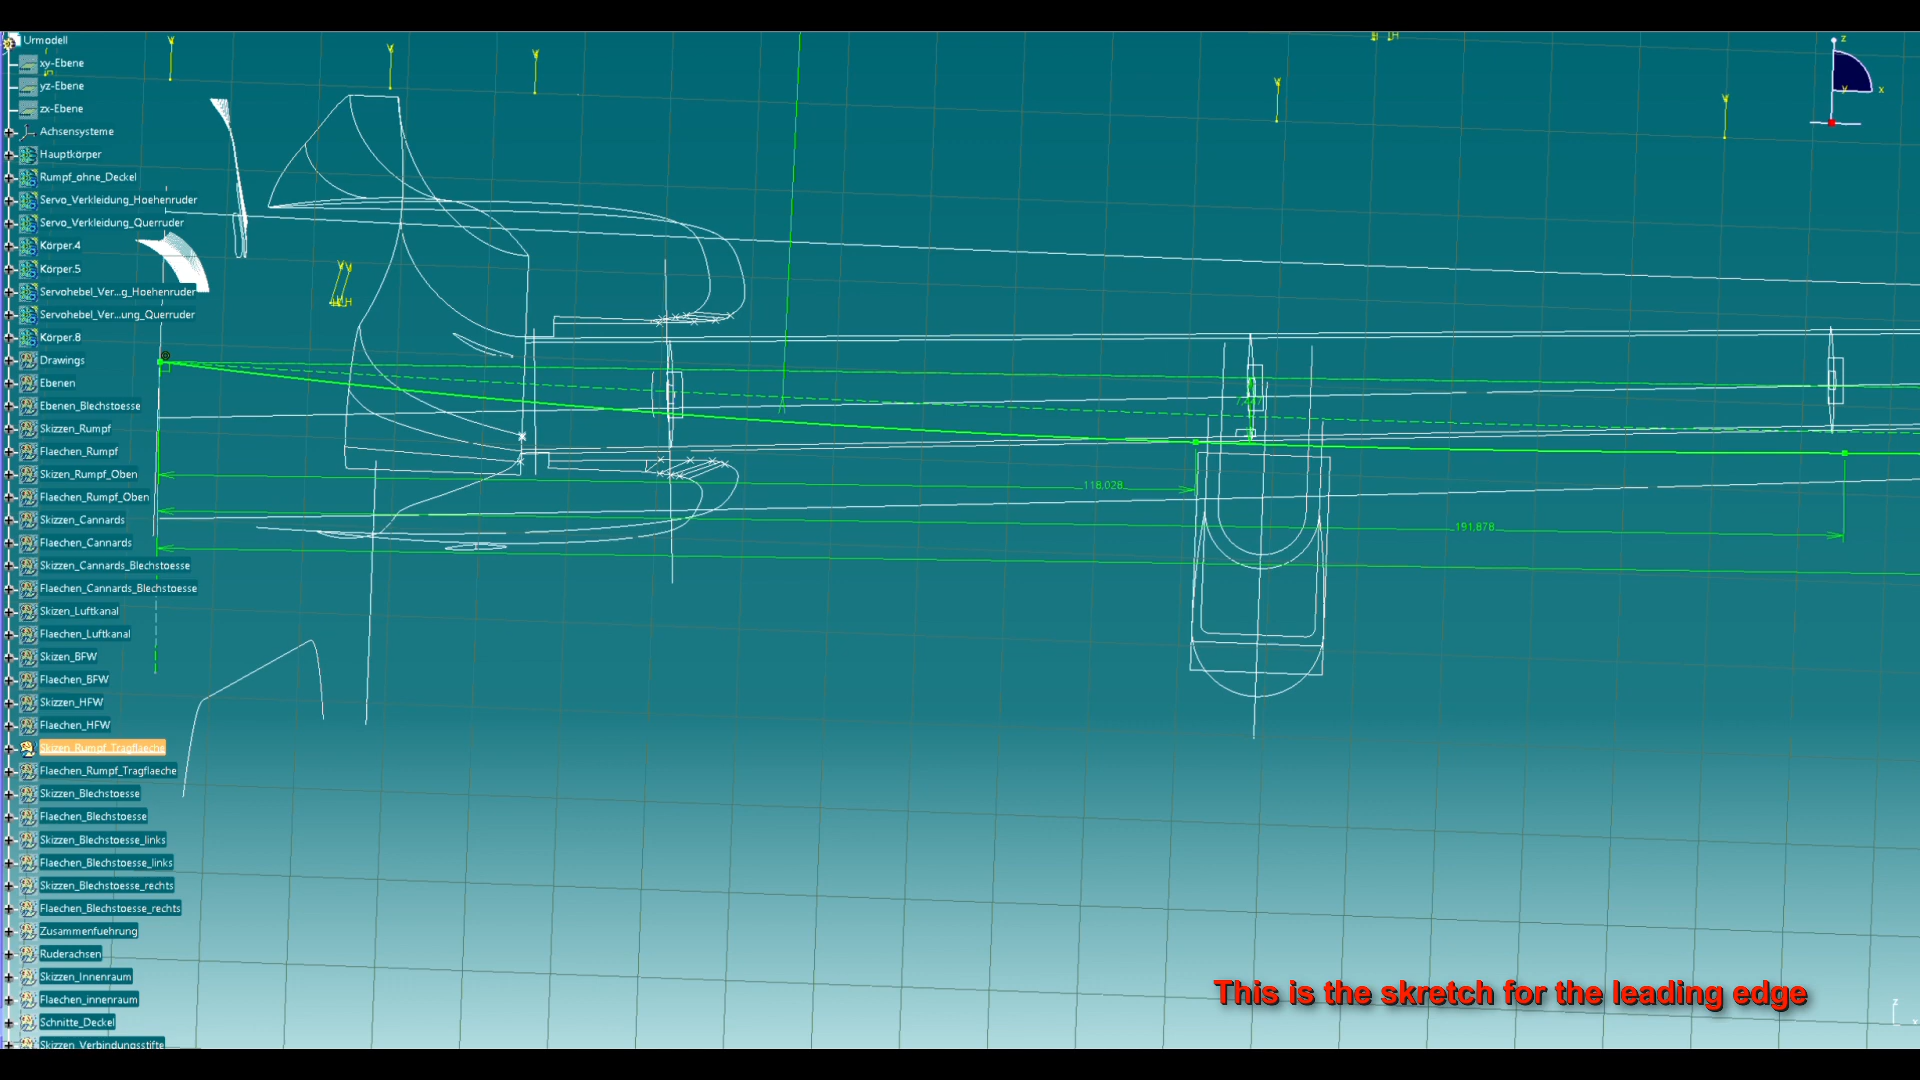 Urmodell
xy-Ebene
yz-Ebene
zx-Ebene
Achsensysteme
Hauptkörper
Rumpf_ohne_Deckel
Servo_Verkleidung_Hoehenruder
Servo_Verkleidung_Querruder
Körper.4
Körper.5
Servohebel_Ver...g_Hoehenruder
Servohebel_Ver...ung_Querruder
Körper.8
Drawings
Ebenen
Ebenen_Blechstoesse
Skizzen_Rumpf
Flaechen_Rumpf
Skizen_Rumpf_Oben
Flaechen_Rumpf_Oben
Skizzen_Cannards
Flaechen_Cannards
Skizzen_Cannards_Blechstoesse
Flaechen_Cannards_Blechstoesse
Skizen_Luftkanal
Flaechen_Luftkanal
Skizen_BFW
Flaechen_BFW
Skizzen_HFW
Flaechen_HFW
Skizen_Rumpf_Tragflaeche
Flaechen_Rumpf_Tragflaeche
Skizzen_Blechstoesse
Flaechen_Blechstoesse
Skizzen_Blechstoesse_links
Flaechen_Blechstoesse_links
Skizzen_Blechstoesse_rechts
Flaechen_Blechstoesse_rechts
Zusammenfuehrung
Ruderachsen
Skizzen_Innenraum
Flaechen_innenraum
Schnitte_Deckel
Skizzen_Verbindungsstifte
118,028
191,878
z
x
y
This is the skretch for the leading edge